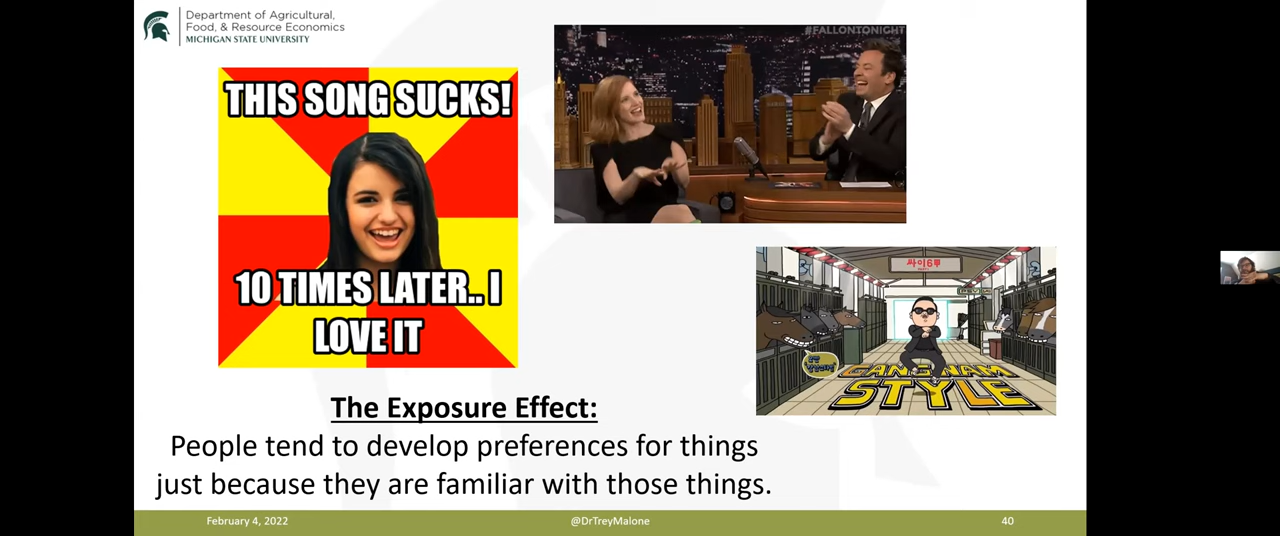 Department of Agricultural,
Food, & Resource Economics
MICHIGAN STATE UNIVERSITY
#FALLONTONIGHT
THIS SONG SUCKS!
10 TIMES LATER.. I
LOVE IT
싸이6甲
GANGNAM
STYLE
The Exposure Effect:
People tend to develop preferences for things
just because they are familiar with those things.
February 4, 2022
@DrTreyMalone
40